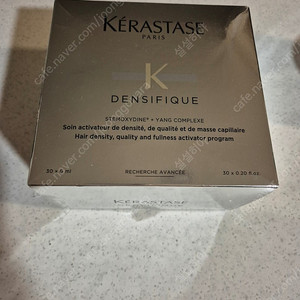 KÉRASTASE
PARIS
K
DENSIFIQUE
STEMOXYDINE® + YANG COMPLEXE
Soin activateur de densité, de qualité et de masse capillaire
Hair density, quality and fullness activator program
30 x 6 ml
RECHERCHE AVANCÉE
30 x 0.20 fl.oz
KÉRASTASE